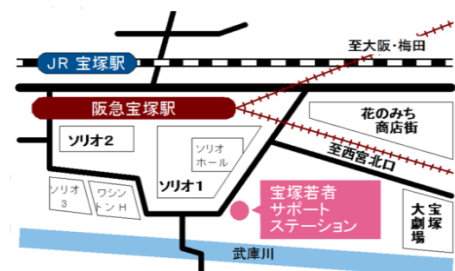 至大阪・梅田
JR 宝塚駅
阪急宝塚駅
花のみち
商店街
ソリオ2
ソリオ
ホール
至西宮北口
ソリオ1
ソリオ
3
ワシン
トンH
宝塚若者
サポート
ステーション
宝塚
大劇場
武庫川